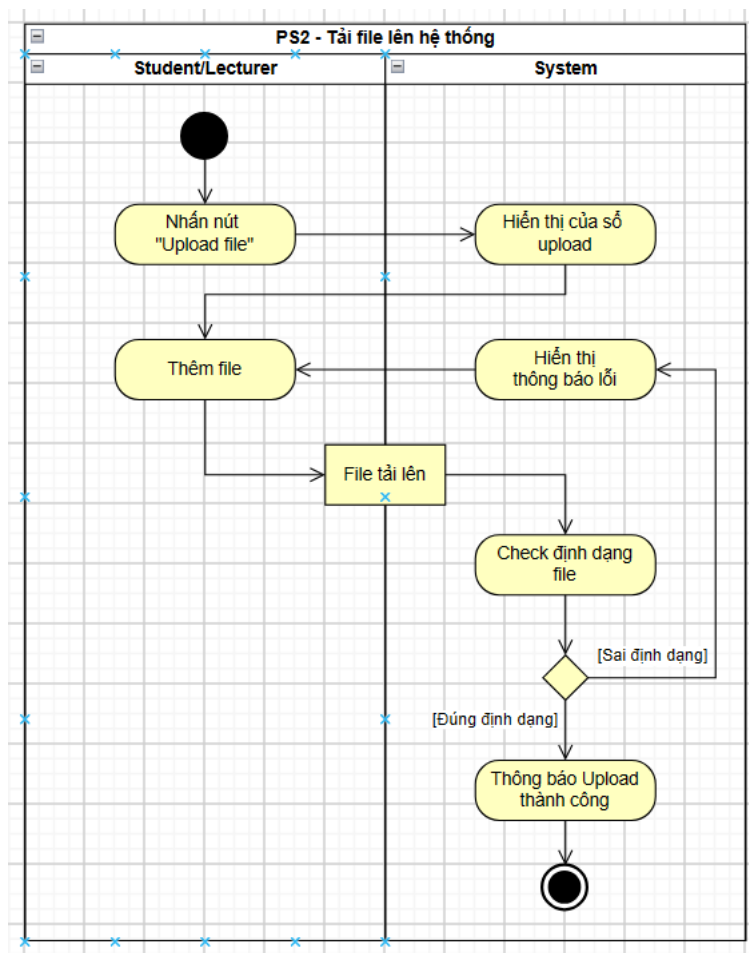 PS2 - Tải file lên hệ thống
Student/Lecturer
System
Nhấn nút
"Upload file"
Hiển thị của sổ
upload
Thêm file
Hiển thị
thông báo lỗi
File tải lên
Check định dạng
file
[Sai định dạng]
[Đúng định dạng]
Thông báo Upload
thành công